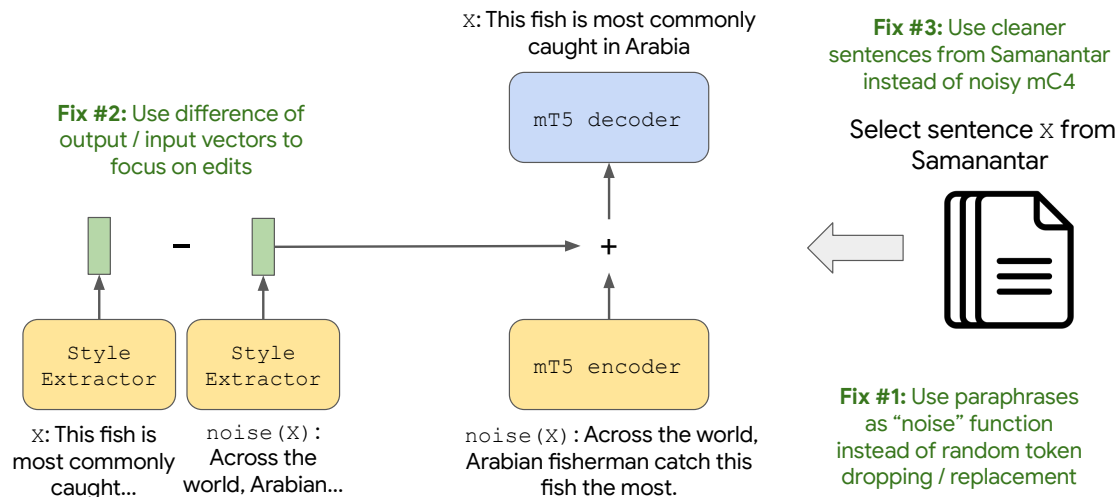 X: This fish is most commonly
caught in Arabia
Fix #3: Use cleaner
sentences from Samanantar
instead of noisy mC4
Fix #2: Use difference of
output / input vectors to
focus on edits
mT5 decoder
Select sentence X from
Samanantar
–
+
Style
Extractor
Style
Extractor
mT5 encoder
X: This fish is
most commonly
caught...
noise(X):
Across the
world, Arabian...
noise(X): Across the world,
Arabian fisherman catch this
fish the most.
Fix #1: Use paraphrases
as “noise” function
instead of random token
dropping / replacement